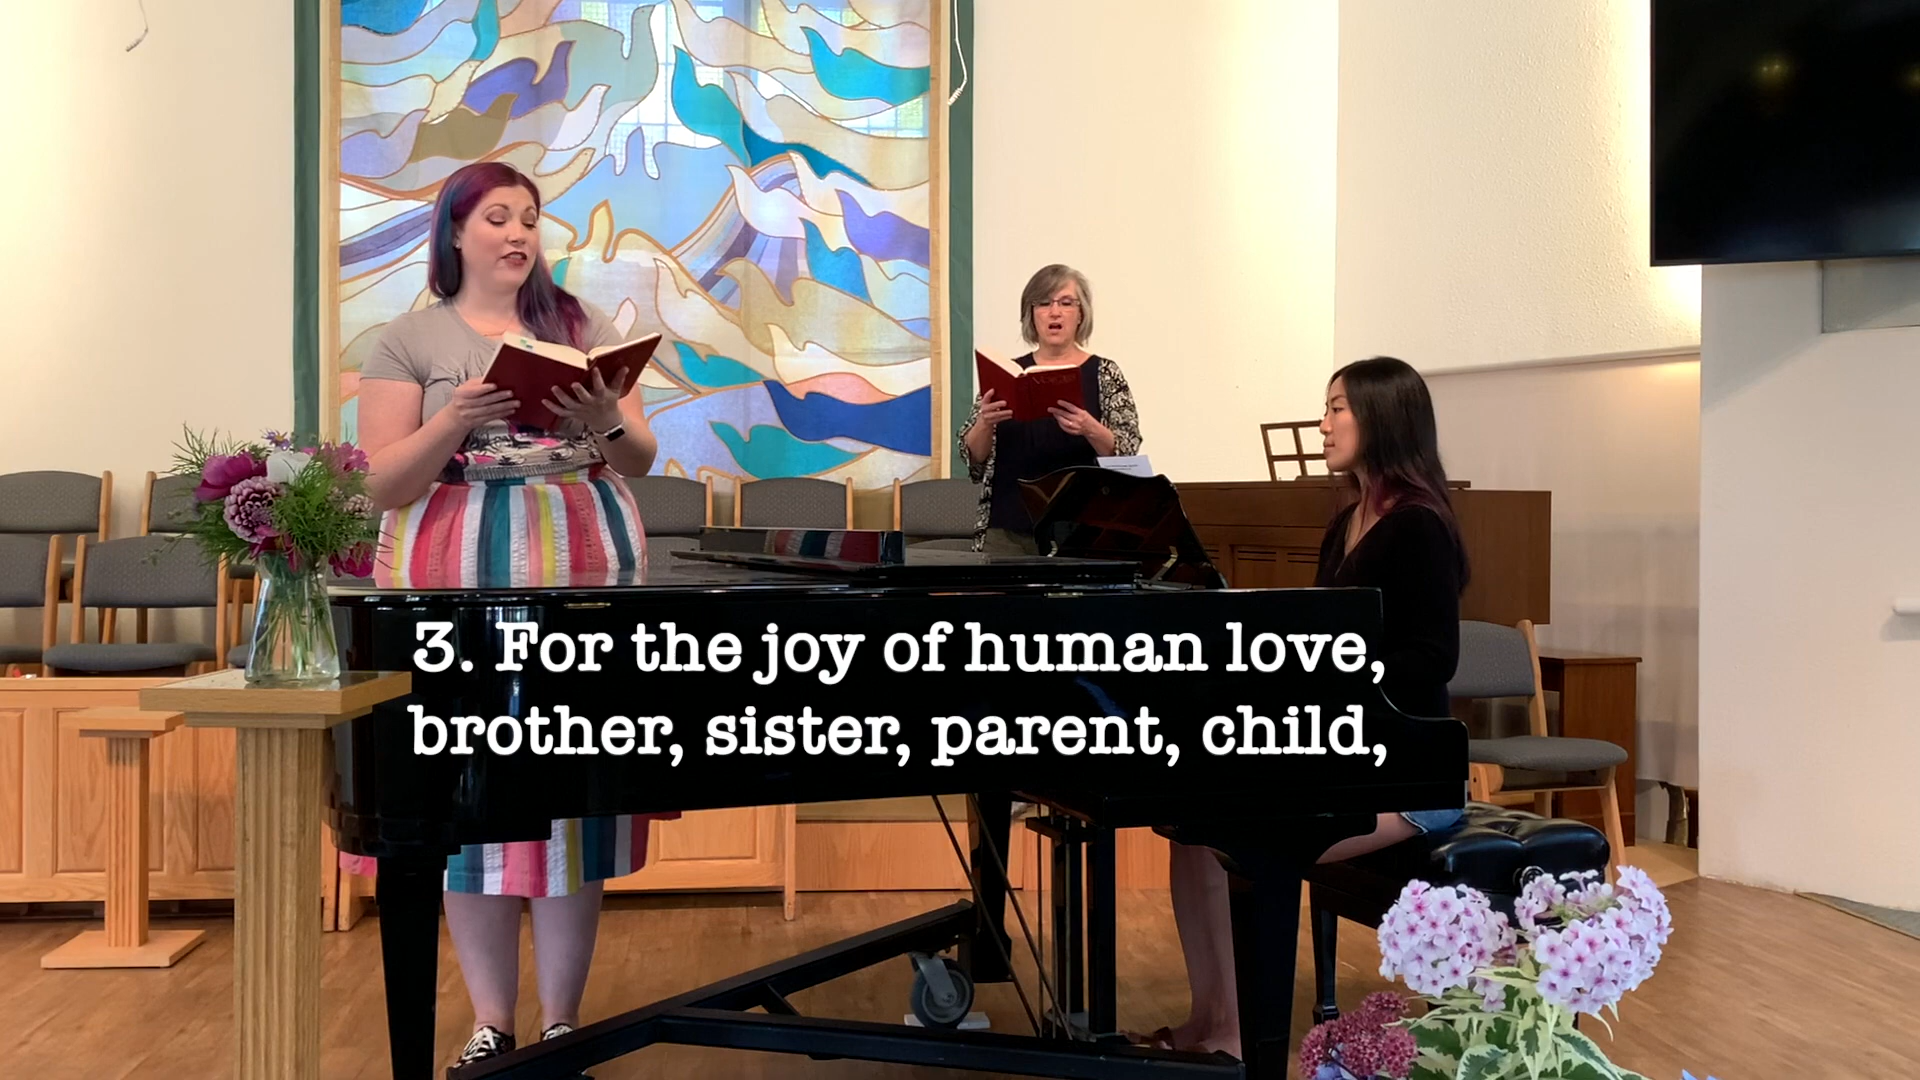 3. For the joy of human love,
brother, sister, parent, child,